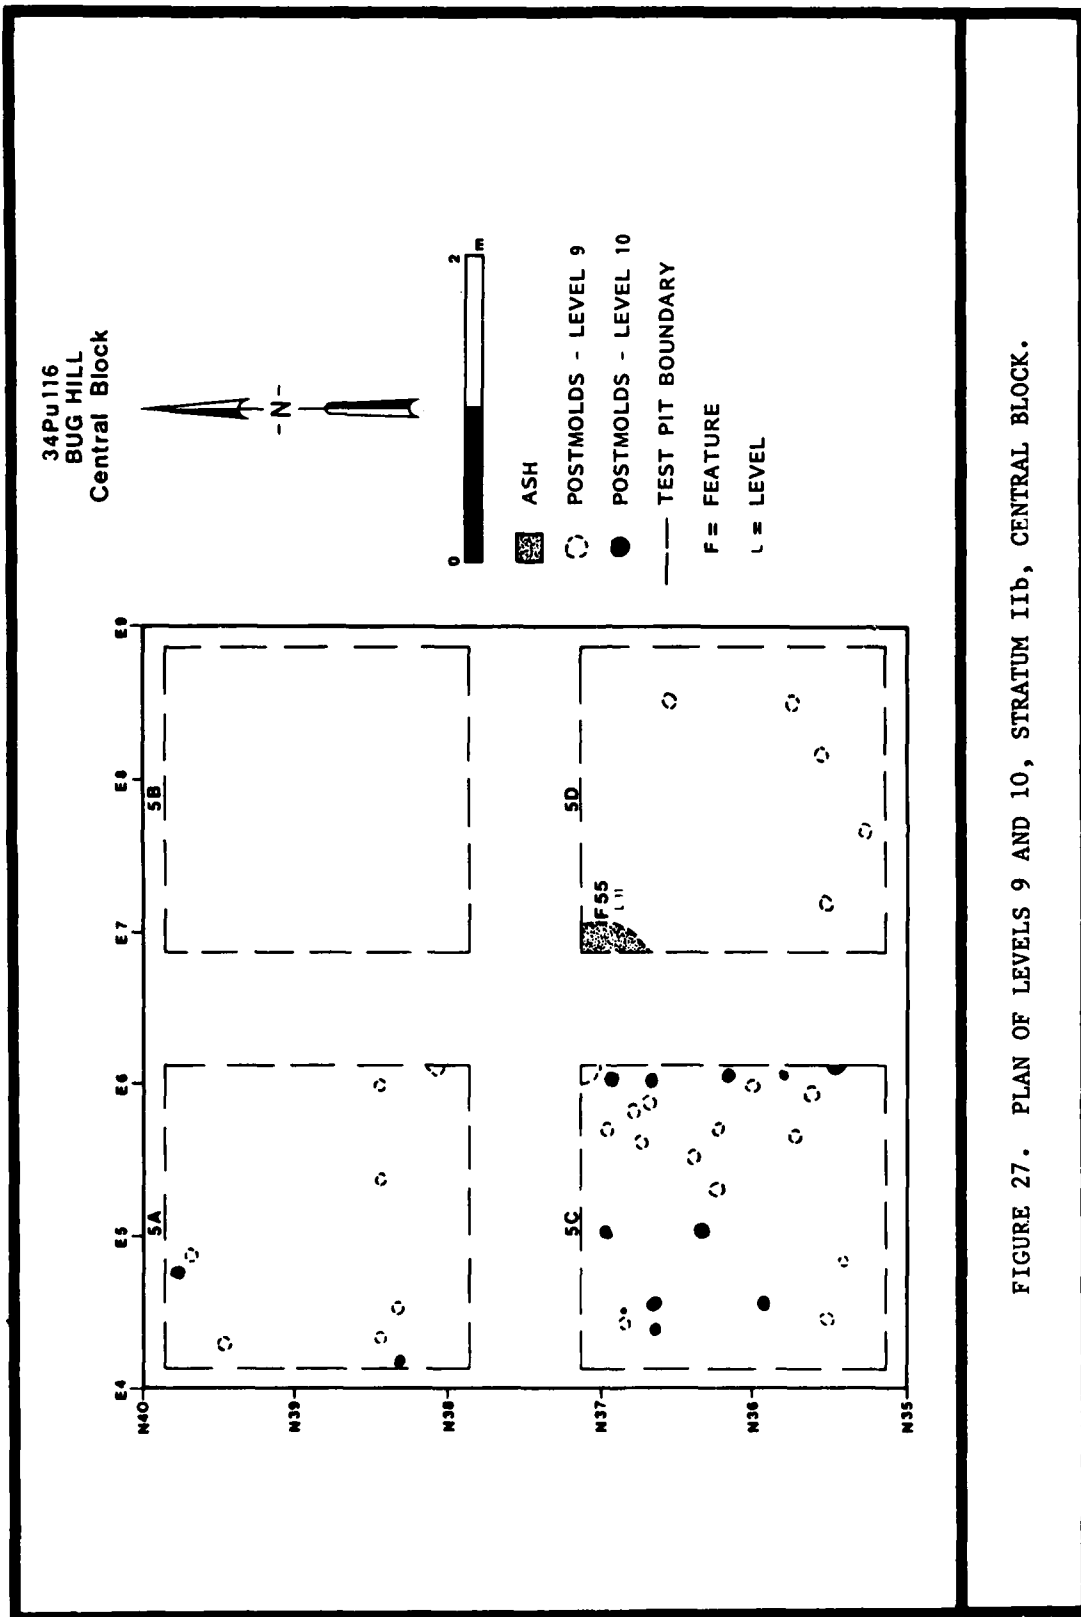 34Pu116
BUG HILL
Central Block
-N-
0 2
m
ASH
POSTMOLDS - LEVEL 9
POSTMOLDS - LEVEL 10
TEST PIT BOUNDARY
F = FEATURE
L = LEVEL
E4 E5 E6 E7 E8 E9
N40
N39
N38
N37
N36
N35
5A
5B
5C
5D
F55
L11
FIGURE 27. PLAN OF LEVELS 9 AND 10, STRATUM IIb, CENTRAL BLOCK.